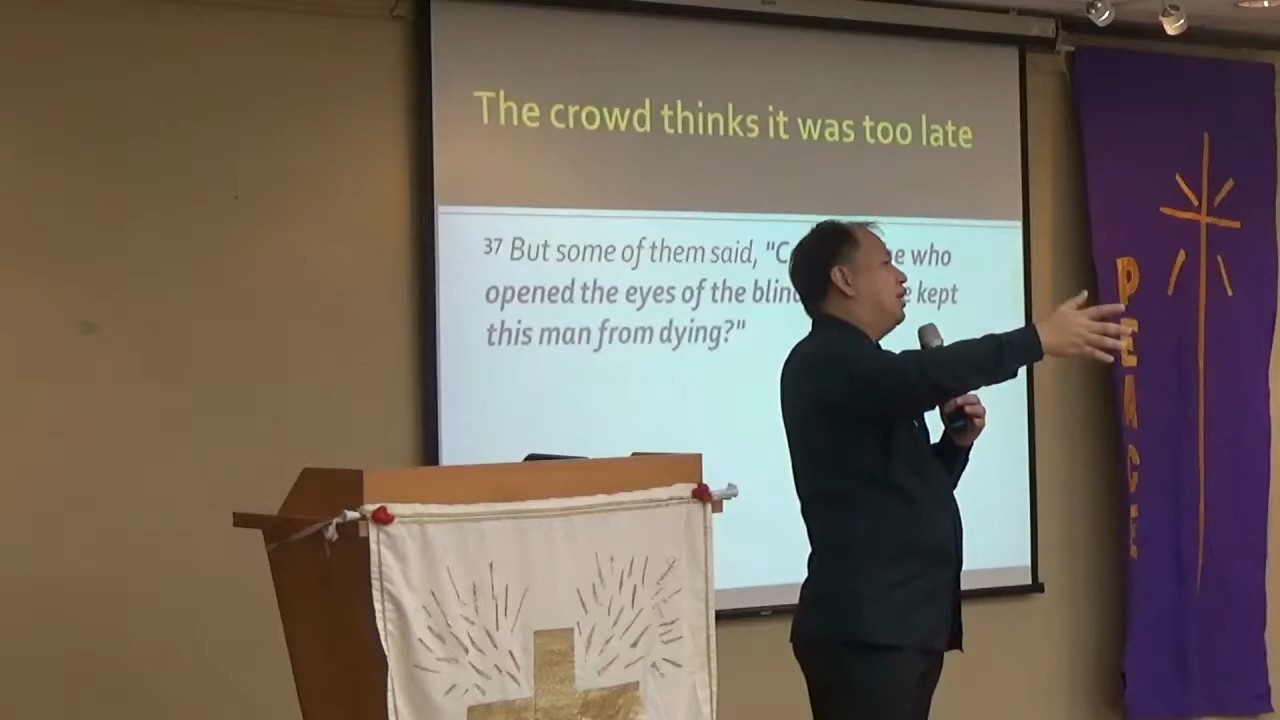 The crowd thinks it was too late
37 But some of them said, "C e who
opened the eyes of the blin kept
this man from dying?"
PEACE